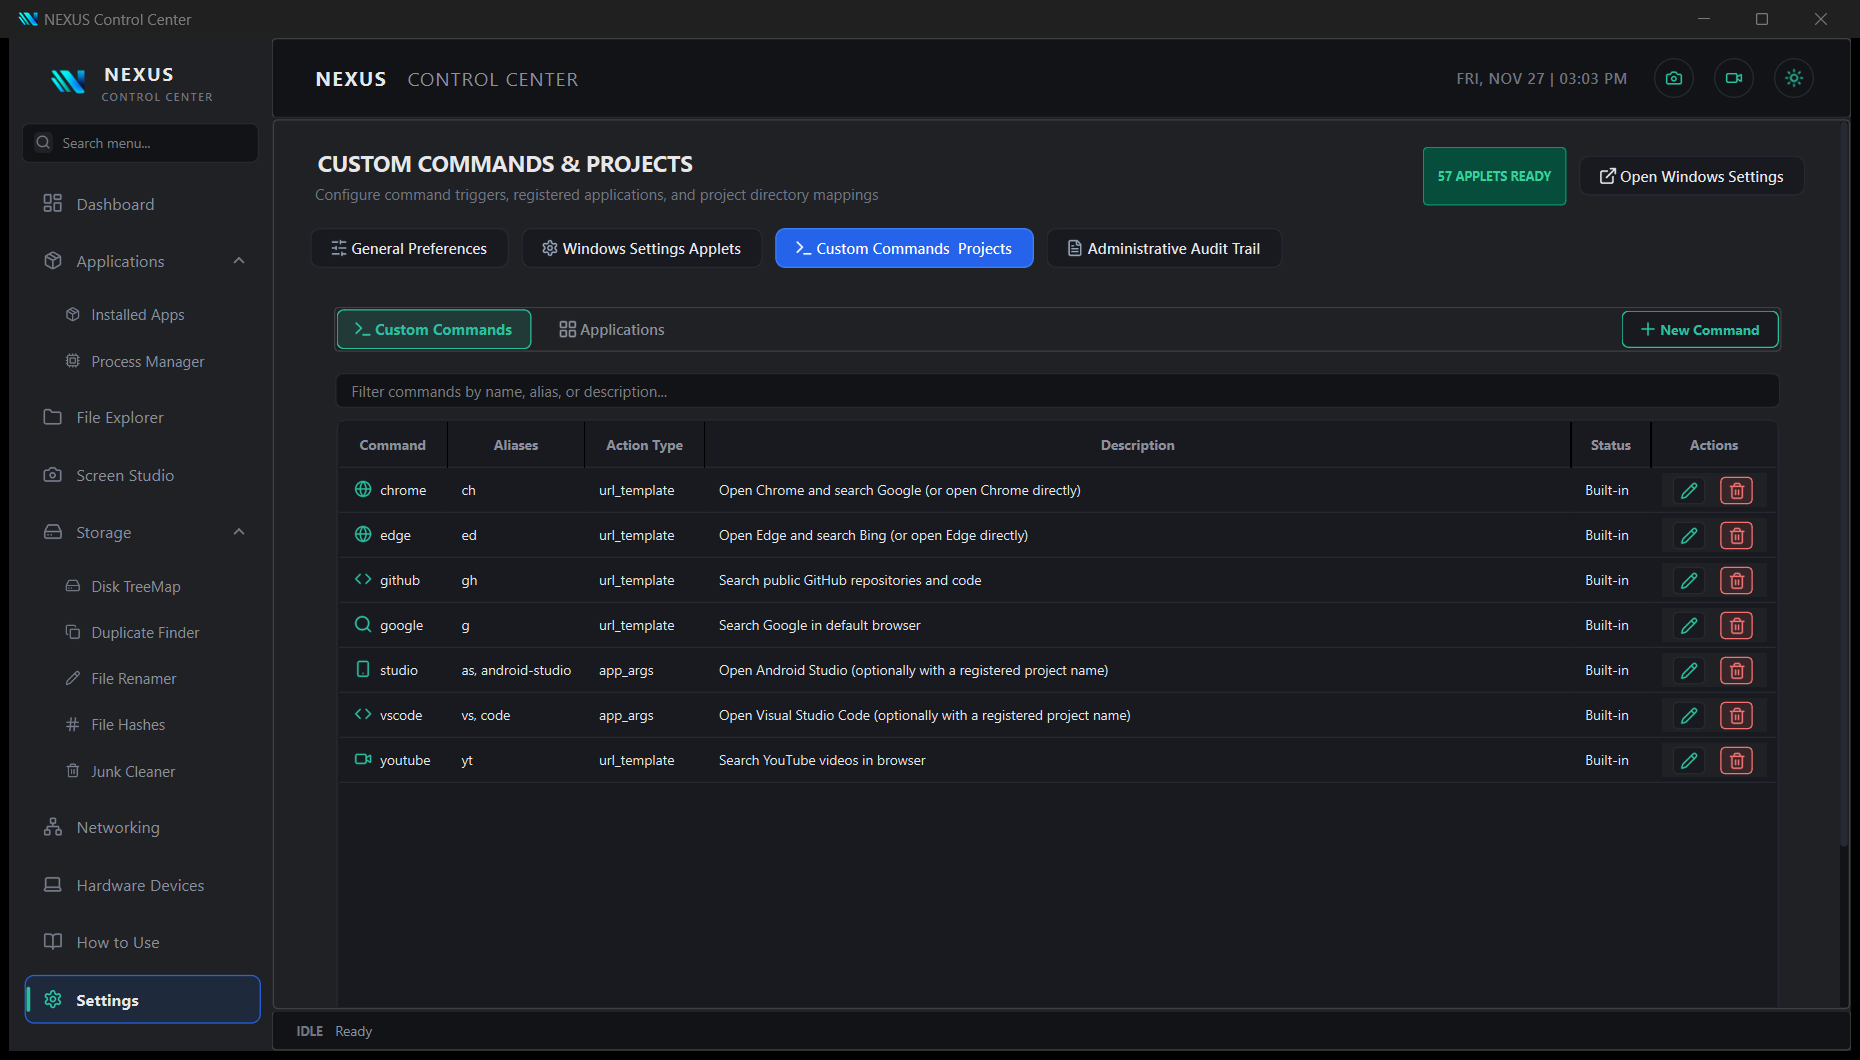 NEXUS Control Center
NEXUS
CONTROL CENTER
Search menu...
Dashboard
Applications
Installed Apps
Process Manager
File Explorer
Screen Studio
Storage
Disk TreeMap
Duplicate Finder
File Renamer
File Hashes
Junk Cleaner
Networking
Hardware Devices
How to Use
Settings
NEXUS CONTROL CENTER
FRI, NOV 27 | 03:03 PM
CUSTOM COMMANDS & PROJECTS
Configure command triggers, registered applications, and project directory mappings
57 APPLETS READY
Open Windows Settings
General Preferences
Windows Settings Applets
Custom Commands Projects
Administrative Audit Trail
Custom Commands
Applications
New Command
Filter commands by name, alias, or description...
Command Aliases Action Type Description Status Actions
chrome ch url_template Open Chrome and search Google (or open Chrome directly) Built-in
edge ed url_template Open Edge and search Bing (or open Edge directly) Built-in
github gh url_template Search public GitHub repositories and code Built-in
google g url_template Search Google in default browser Built-in
studio as, android-studio app_args Open Android Studio (optionally with a registered project name) Built-in
vscode vs, code app_args Open Visual Studio Code (optionally with a registered project name) Built-in
youtube yt url_template Search YouTube videos in browser Built-in
IDLE Ready